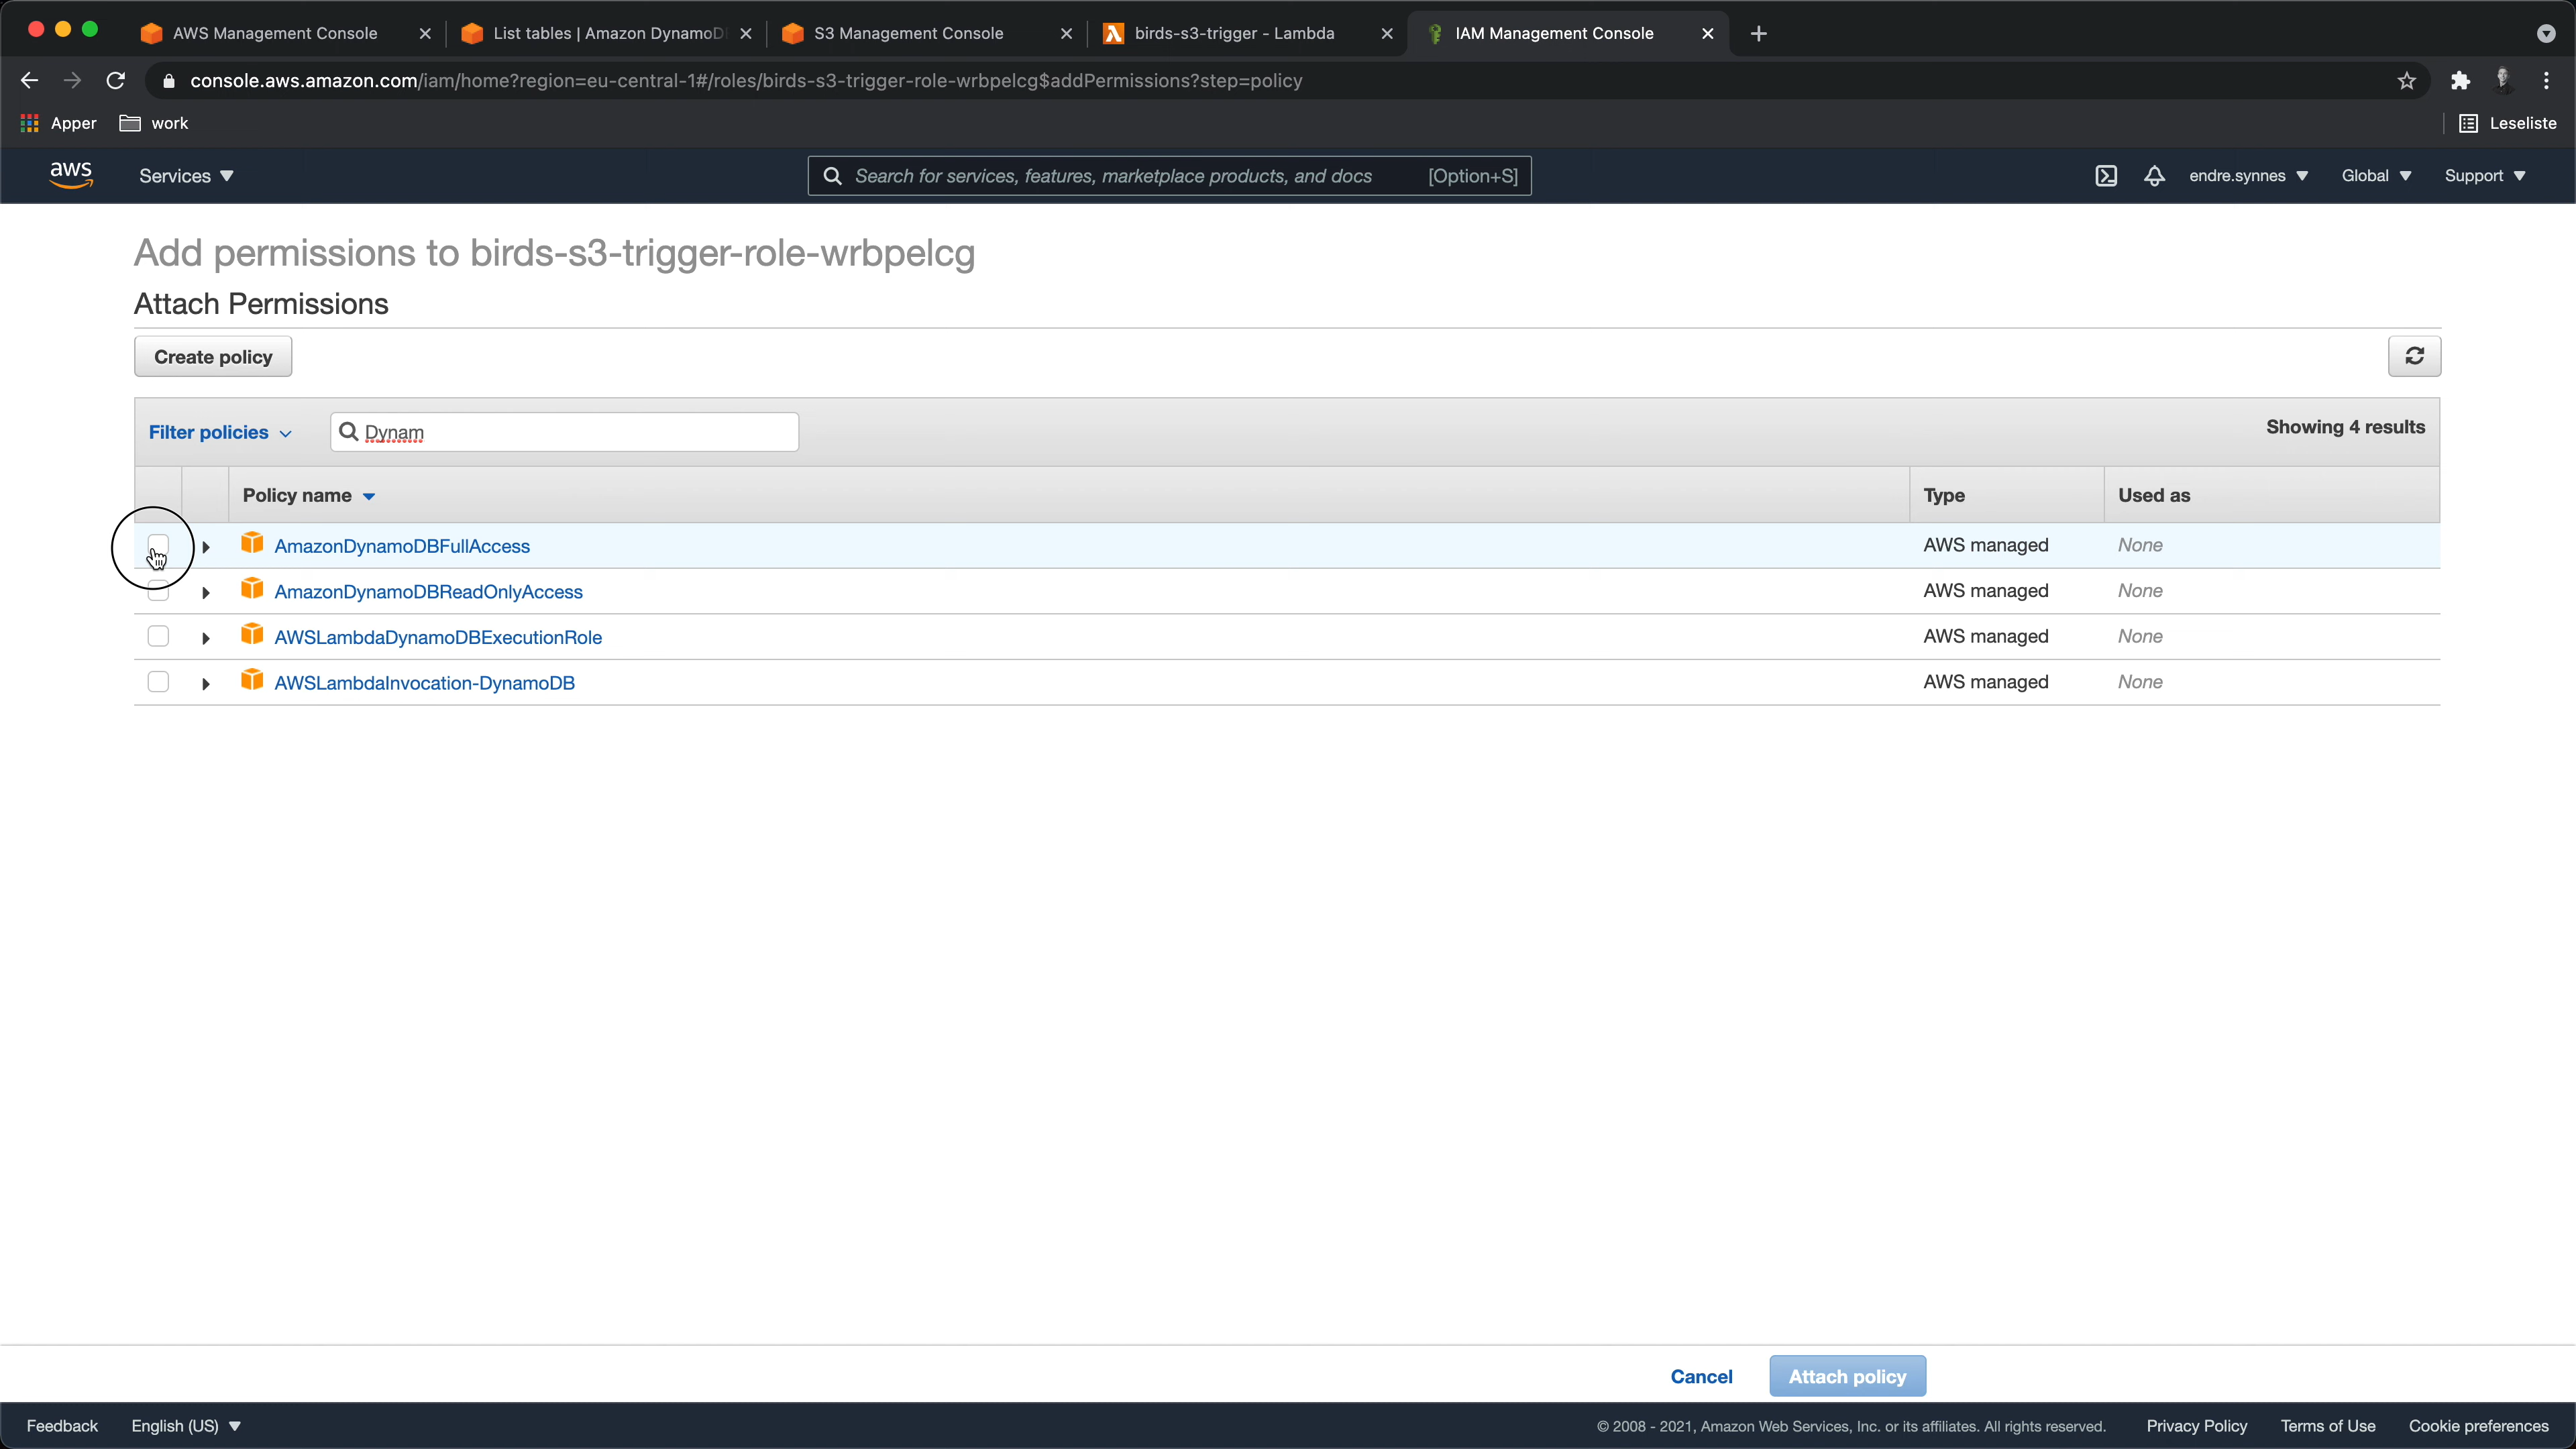 AWS Management Console
List tables | Amazon DynamoD
S3 Management Console
birds-s3-trigger - Lambda
IAM Management Console
console.aws.amazon.com/iam/home?region=eu-central-1#/roles/birds-s3-trigger-role-wrbpelcg$addPermissions?step=policy
Apper
work
Leseliste
aws
Services
Search for services, features, marketplace products, and docs
[Option+S]
endre.synnes
Global
Support
Add permissions to birds-s3-trigger-role-wrbpelcg
Attach Permissions
Create policy
Filter policies
Dynam
Showing 4 results
Policy name
Type
Used as
AmazonDynamoDBFullAccess
AWS managed
None
AmazonDynamoDBReadOnlyAccess
AWS managed
None
AWSLambdaDynamoDBExecutionRole
AWS managed
None
AWSLambdaInvocation-DynamoDB
AWS managed
None
Cancel
Attach policy
Feedback
English (US)
© 2008 - 2021, Amazon Web Services, Inc. or its affiliates. All rights reserved.
Privacy Policy
Terms of Use
Cookie preferences